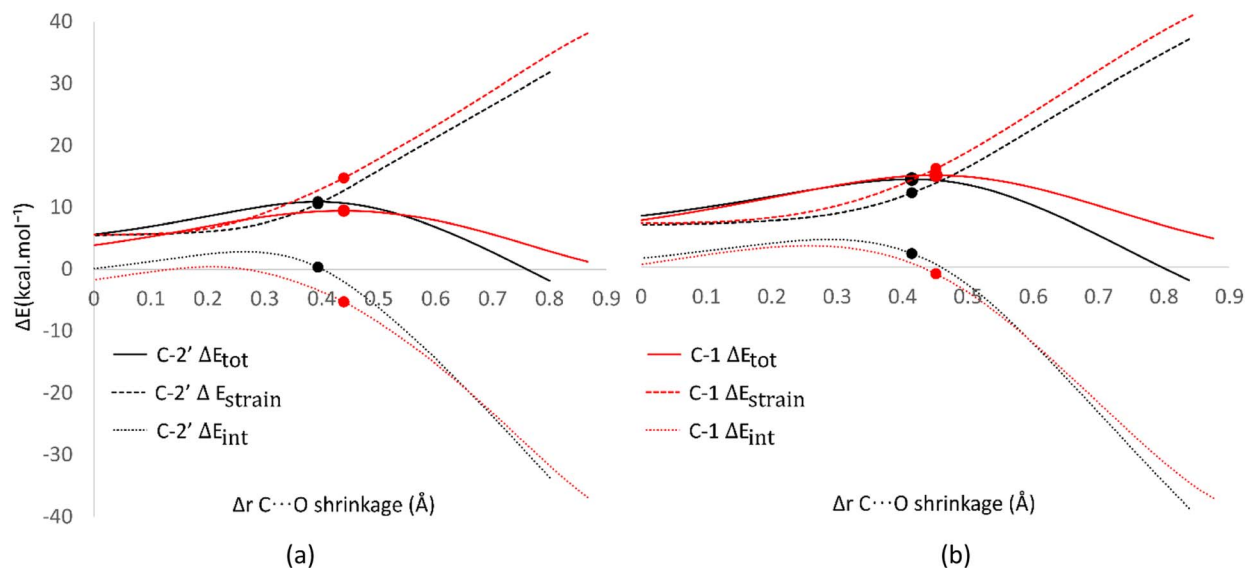 40
30
20
10
0
-10
-20
-30
-40
ΔE(kcal.mol⁻¹)
0 0.1 0.2 0.3 0.4 0.5 0.6 0.7 0.8 0.9
0 0.1 0.2 0.3 0.4 0.5 0.6 0.7 0.8 0.9
C-2’ ΔEtot
C-2’ Δ Estrain
C-2’ ΔEint
C-1 ΔEtot
C-1 ΔEstrain
C-1 ΔEint
Δr C⋯O shrinkage (Å)
Δr C⋯O shrinkage (Å)
(a)
(b)